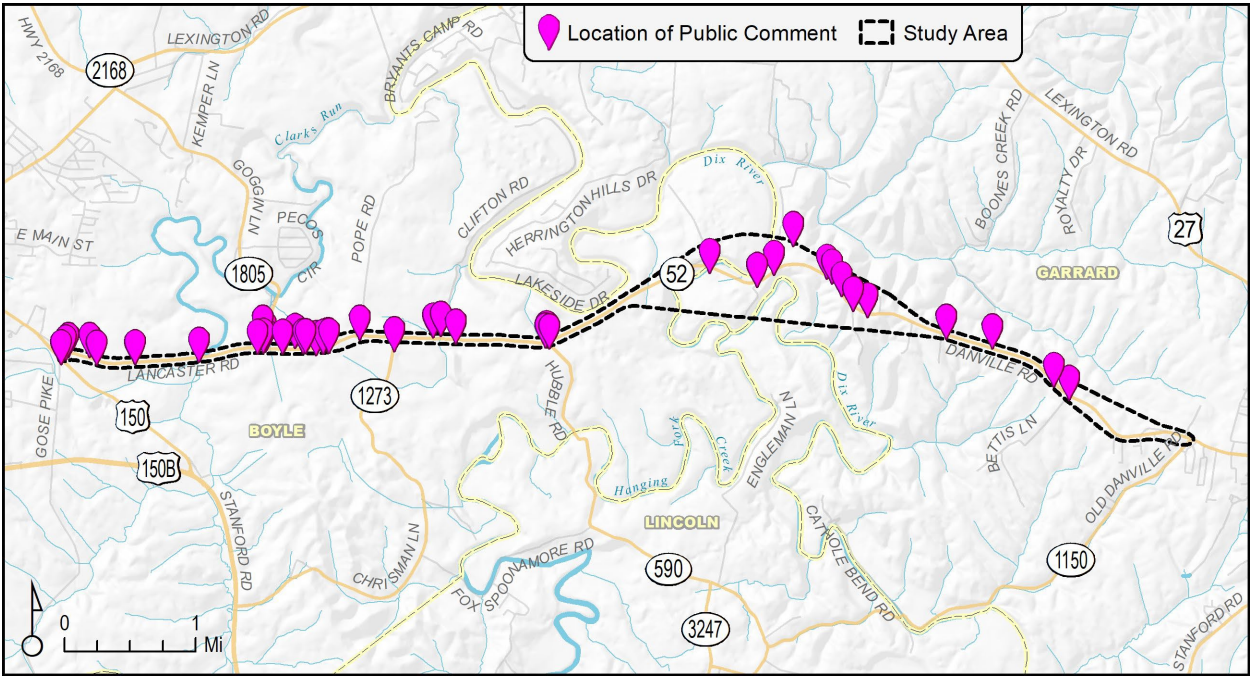 Location of Public Comment
Study Area
HWY 2168
LEXINGTON RD
2168
KEMPER LN
BRYANTS CAMP RD
Clarks Run
GOGGIN LN
PECOS
CIR
POPE RD
CLIFTON RD
HERRINGTON HILLS DR
Dix River
LAKESIDE DR
BOONES CREEK RD
LEXINGTON RD
ROYALTY DR
27
GARRARD
E MAIN ST
1805
52
LANCASTER RD
GOSE PIKE
150
150B
BOYLE
1273
HUBBLE RD
DANVILLE RD
Dix River
BETTIS LN
ENGLEMAN LN
Hanging
Fork
Creek
LINCOLN
STANFORD RD
CHRISMAN LN
FOX
SPOONAMORE RD
590
3247
CATHOLE BEND RD
OLD DANVILLE RD
1150
STANFORD RD
0
1
Mi